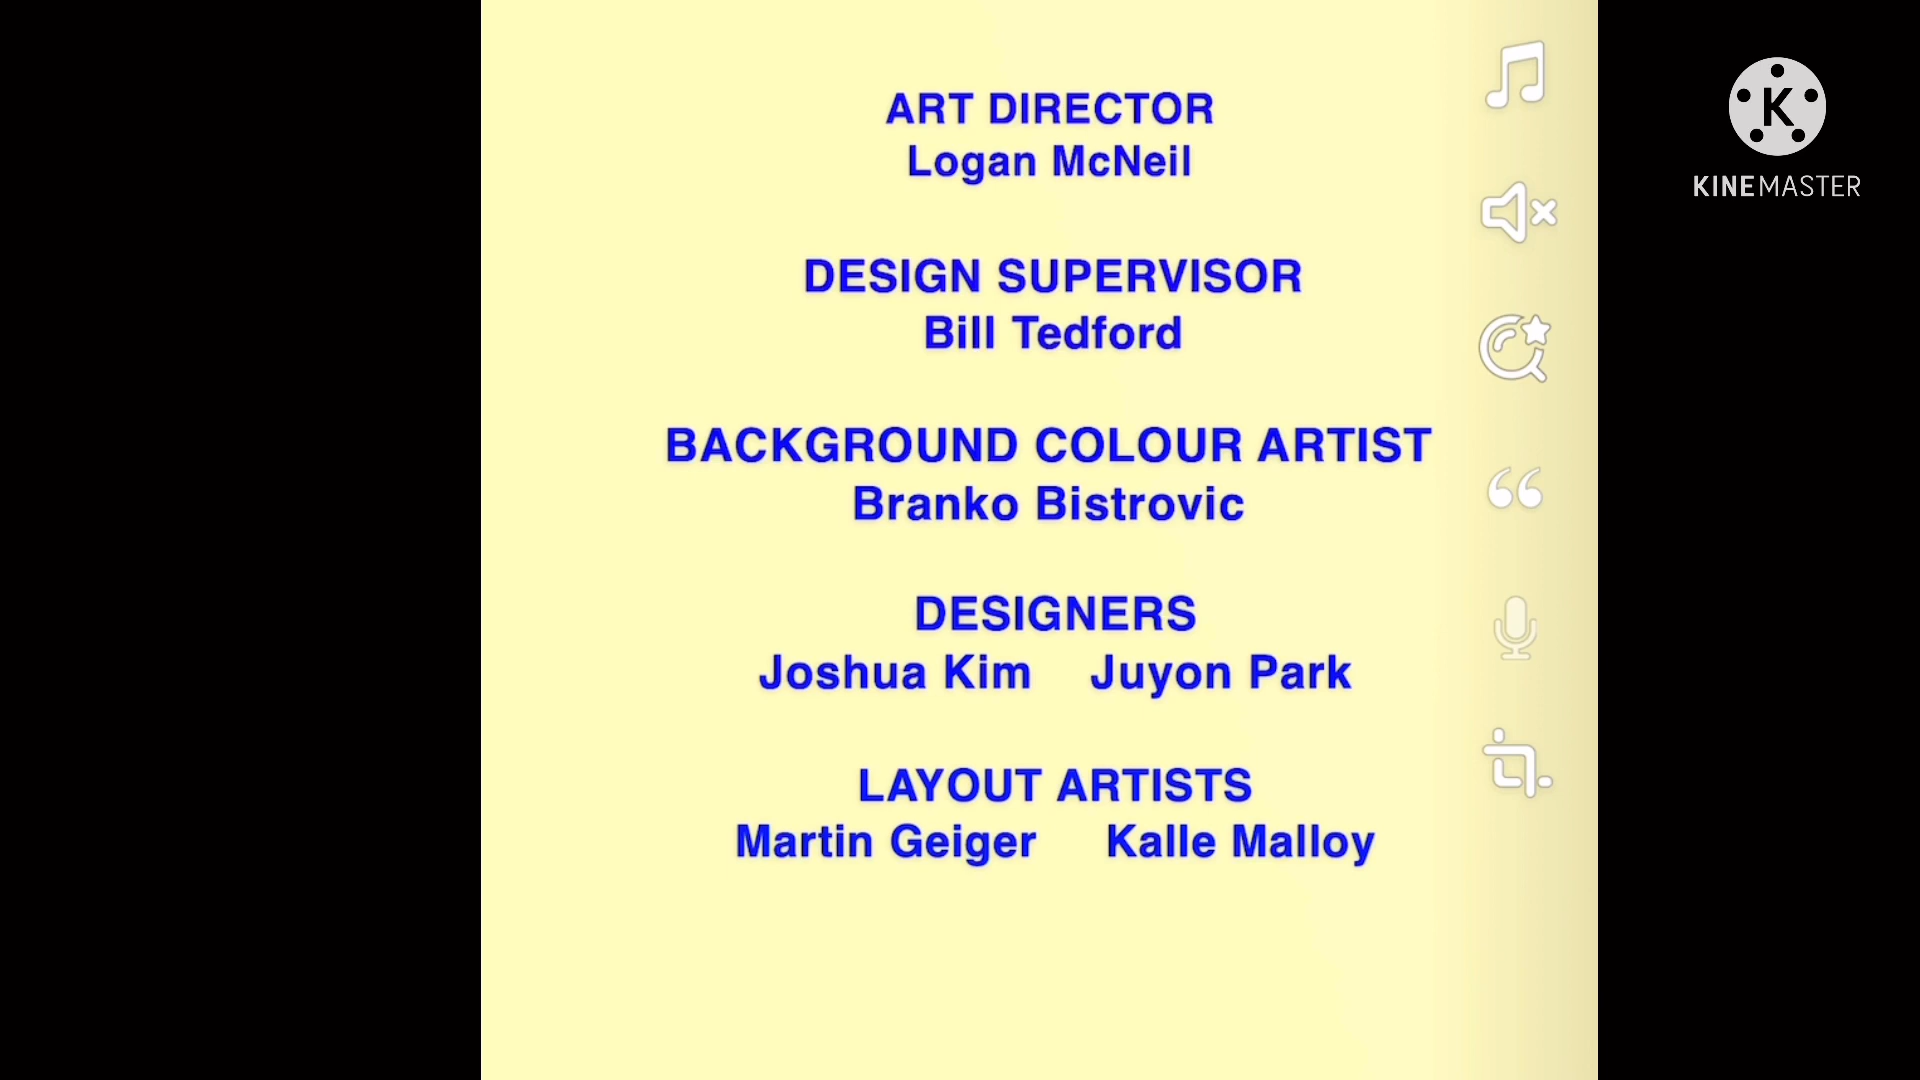 ART DIRECTOR
Logan McNeil
DESIGN SUPERVISOR
Bill Tedford
BACKGROUND COLOUR ARTIST
Branko Bistrovic
DESIGNERS
Joshua Kim Juyon Park
LAYOUT ARTISTS
Martin Geiger Kalle Malloy
K
KINEMASTER